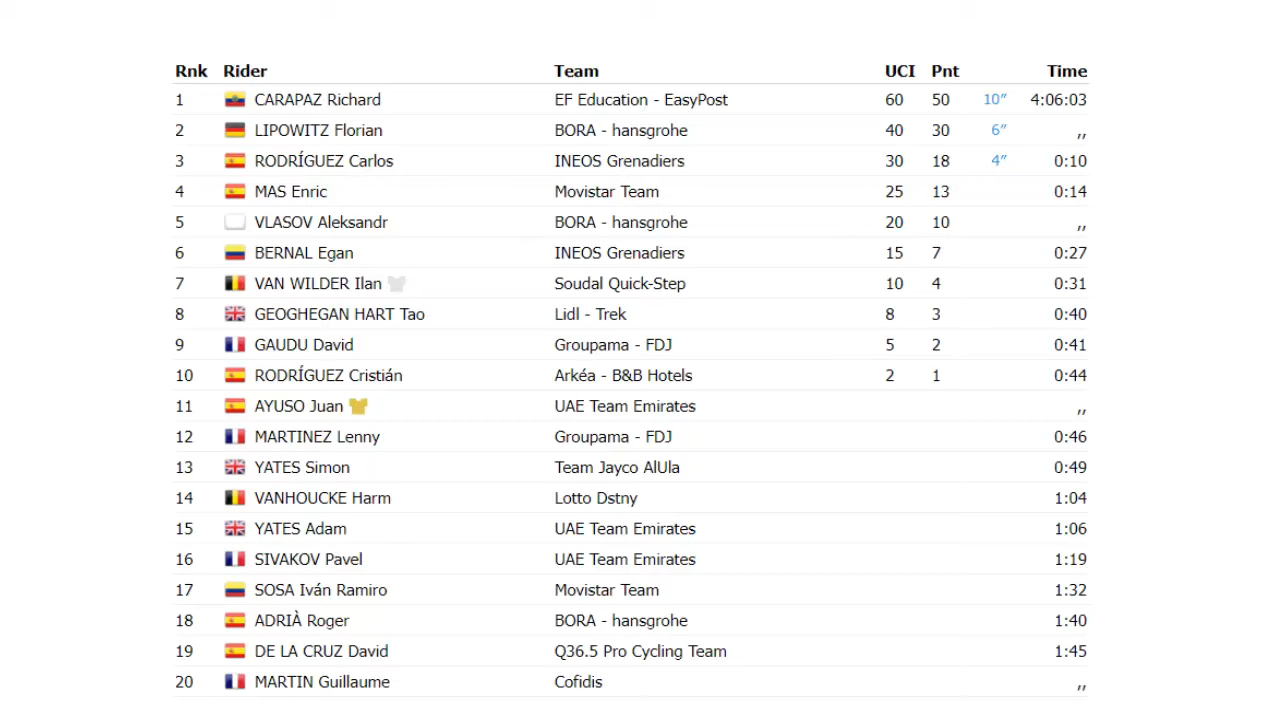 Rnk Rider Team UCI Pnt Time
1 CARAPAZ Richard EF Education - EasyPost 60 50 10″ 4:06:03
2 LIPOWITZ Florian BORA - hansgrohe 40 30 6″ ,,
3 RODRÍGUEZ Carlos INEOS Grenadiers 30 18 4″ 0:10
4 MAS Enric Movistar Team 25 13 0:14
5 VLASOV Aleksandr BORA - hansgrohe 20 10 ,,
6 BERNAL Egan INEOS Grenadiers 15 7 0:27
7 VAN WILDER Ilan Soudal Quick-Step 10 4 0:31
8 GEOGHEGAN HART Tao Lidl - Trek 8 3 0:40
9 GAUDU David Groupama - FDJ 5 2 0:41
10 RODRÍGUEZ Cristián Arkéa - B&B Hotels 2 1 0:44
11 AYUSO Juan UAE Team Emirates ,,
12 MARTINEZ Lenny Groupama - FDJ 0:46
13 YATES Simon Team Jayco AlUla 0:49
14 VANHOUCKE Harm Lotto Dstny 1:04
15 YATES Adam UAE Team Emirates 1:06
16 SIVAKOV Pavel UAE Team Emirates 1:19
17 SOSA Iván Ramiro Movistar Team 1:32
18 ADRIÀ Roger BORA - hansgrohe 1:40
19 DE LA CRUZ David Q36.5 Pro Cycling Team 1:45
20 MARTIN Guillaume Cofidis ,,